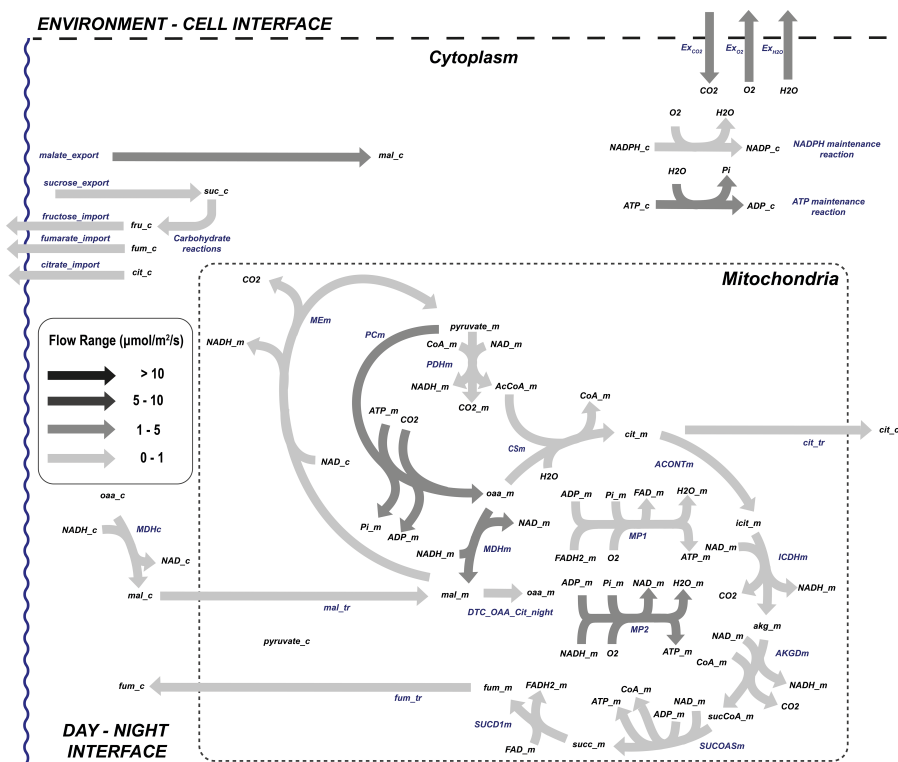 ENVIRONMENT - CELL INTERFACE
Cytoplasm
Ex_CO2
Ex_O2
Ex_H2O
CO2
O2
H2O
O2
H2O
NADPH_c
NADP_c
NADPH maintenance
reaction
H2O
Pi
ATP_c
ADP_c
ATP maintenance
reaction
malate_export
mal_c
sucrose_export
suc_c
fructose_import
fru_c
Carbohydrate
reactions
fumarate_import
fum_c
citrate_import
cit_c
Mitochondria
CO2
MEm
NADH_m
PCm
pyruvate_m
CoA_m
NAD_m
PDHm
NADH_m
AcCoA_m
CO2_m
Flow Range (µmol/m²/s)
> 10
5 - 10
1 - 5
0 - 1
ATP_m
CO2
CoA_m
CSm
cit_m
cit_tr
cit_c
H2O
ACONTm
NAD_c
oaa_m
Pi_m
ADP_m
NADH_m
NAD_m
MDHm
ADP_m
Pi_m
FAD_m
H2O_m
MP1
FADH2_m
O2
ATP_m
icit_m
NAD_m
ICDHm
CO2
NADH_m
oaa_c
NADH_c
MDHc
NAD_c
mal_c
mal_tr
mal_m
oaa_m
DTC_OAA_Cit_night
ADP_m
Pi_m
NAD_m
H2O_m
MP2
NADH_m
O2
ATP_m
akg_m
NAD_m
AKGDm
CoA_m
NADH_m
CO2
pyruvate_c
fum_c
fum_tr
fum_m
FADH2_m
SUCD1m
FAD_m
succ_m
CoA_m
ATP_m
NAD_m
ADP_m
sucCoA_m
SUCOASm
DAY - NIGHT
INTERFACE